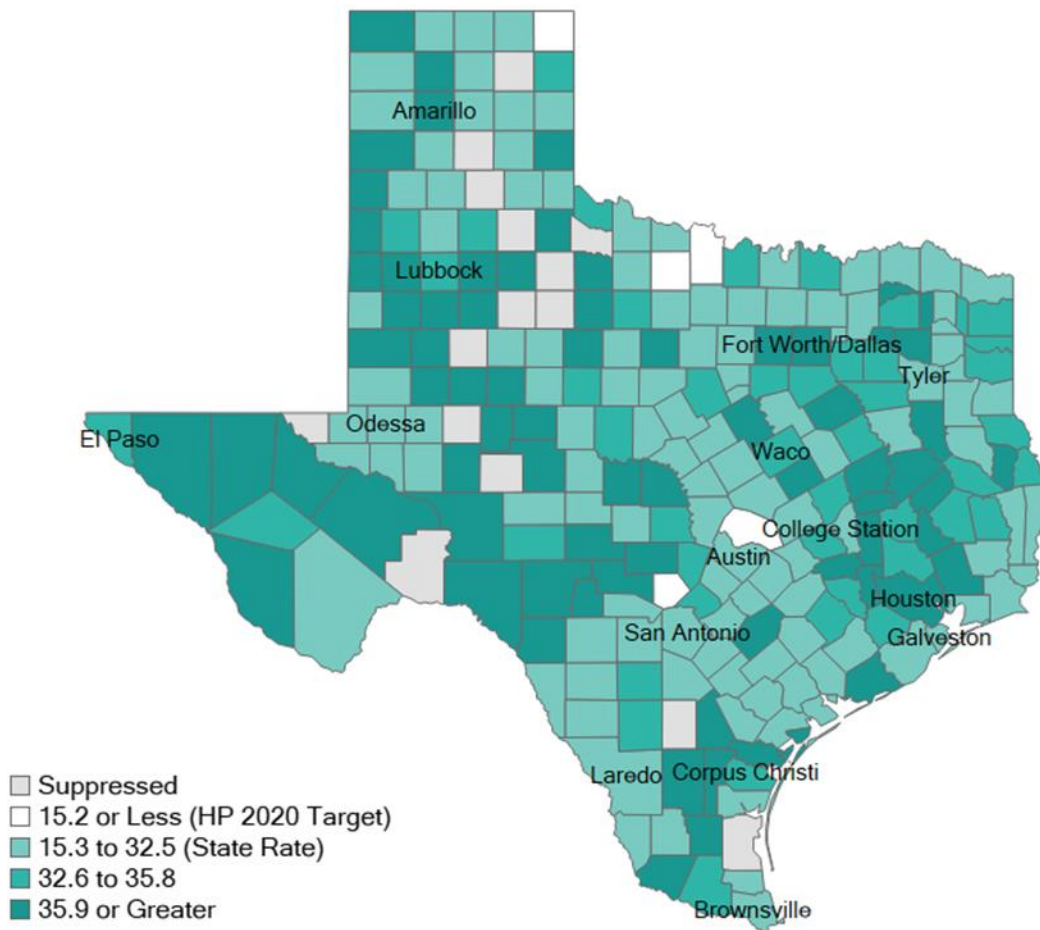 Amarillo
Lubbock
Fort Worth/Dallas
Tyler
Odessa
El Paso
Waco
College Station
Austin
Houston
San Antonio
Galveston
Laredo
Corpus Christi
Brownsville
Suppressed
15.2 or Less (HP 2020 Target)
15.3 to 32.5 (State Rate)
32.6 to 35.8
35.9 or Greater